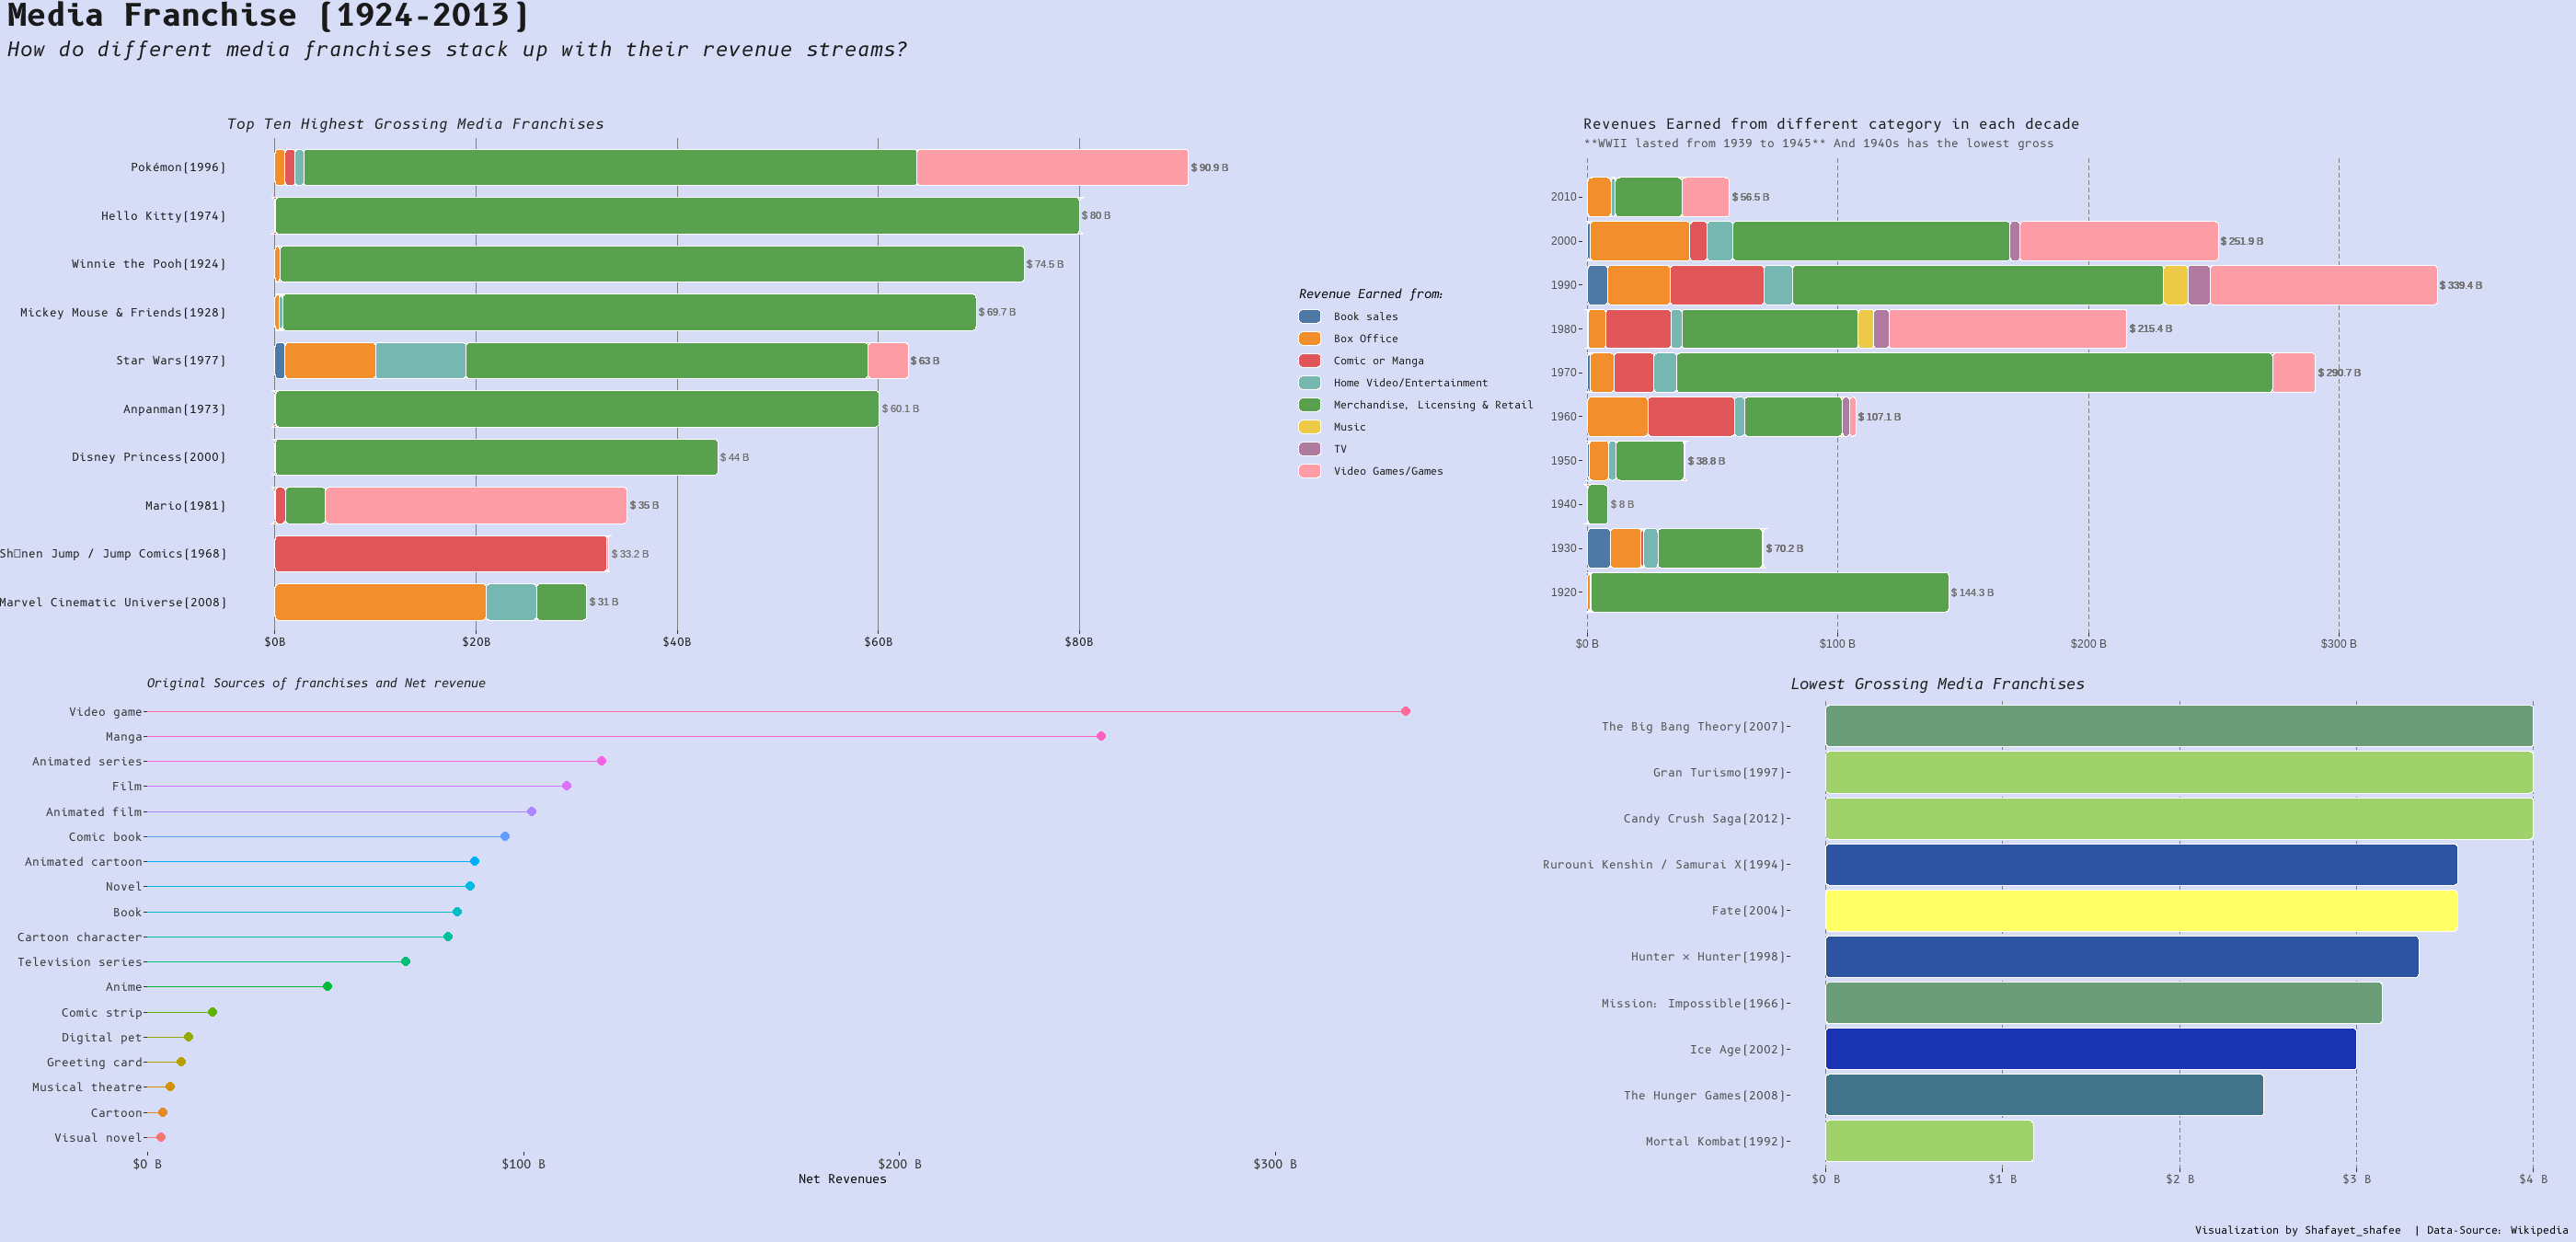 Media Franchise [1924-2013]
How do different media franchises stack up with their revenue streams?
Top Ten Highest Grossing Media Franchises
Pokémon[1996]
$ 90.9 B
Hello Kitty[1974]
$ 80 B
Winnie the Pooh[1924]
$ 74.5 B
Mickey Mouse & Friends[1928]
$ 69.7 B
Star Wars[1977]
$ 63 B
Anpanman[1973]
$ 60.1 B
Disney Princess[2000]
$ 44 B
Mario[1981]
$ 35 B
Sh□nen Jump / Jump Comics[1968]
$ 33.2 B
Marvel Cinematic Universe[2008]
$ 31 B
$0B $20B $40B $60B $80B
Revenue Earned from:
Book sales
Box Office
Comic or Manga
Home Video/Entertainment
Merchandise, Licensing & Retail
Music
TV
Video Games/Games
Revenues Earned from different category in each decade
**WWII lasted from 1939 to 1945** And 1940s has the lowest gross
2010 $ 56.5 B
2000 $ 251.9 B
1990 $ 339.4 B
1980 $ 215.4 B
1970 $ 290.7 B
1960 $ 107.1 B
1950 $ 38.8 B
1940 $ 8 B
1930 $ 70.2 B
1920 $ 144.3 B
$0 B $100 B $200 B $300 B
Original Sources of franchises and Net revenue
Video game
Manga
Animated series
Film
Animated film
Comic book
Animated cartoon
Novel
Book
Cartoon character
Television series
Anime
Comic strip
Digital pet
Greeting card
Musical theatre
Cartoon
Visual novel
$0 B $100 B $200 B $300 B
Net Revenues
Lowest Grossing Media Franchises
The Big Bang Theory[2007]
Gran Turismo[1997]
Candy Crush Saga[2012]
Rurouni Kenshin / Samurai X[1994]
Fate[2004]
Hunter × Hunter[1998]
Mission: Impossible[1966]
Ice Age[2002]
The Hunger Games[2008]
Mortal Kombat[1992]
$0 B $1 B $2 B $3 B $4 B
Visualization by Shafayet_shafee | Data-Source: Wikipedia